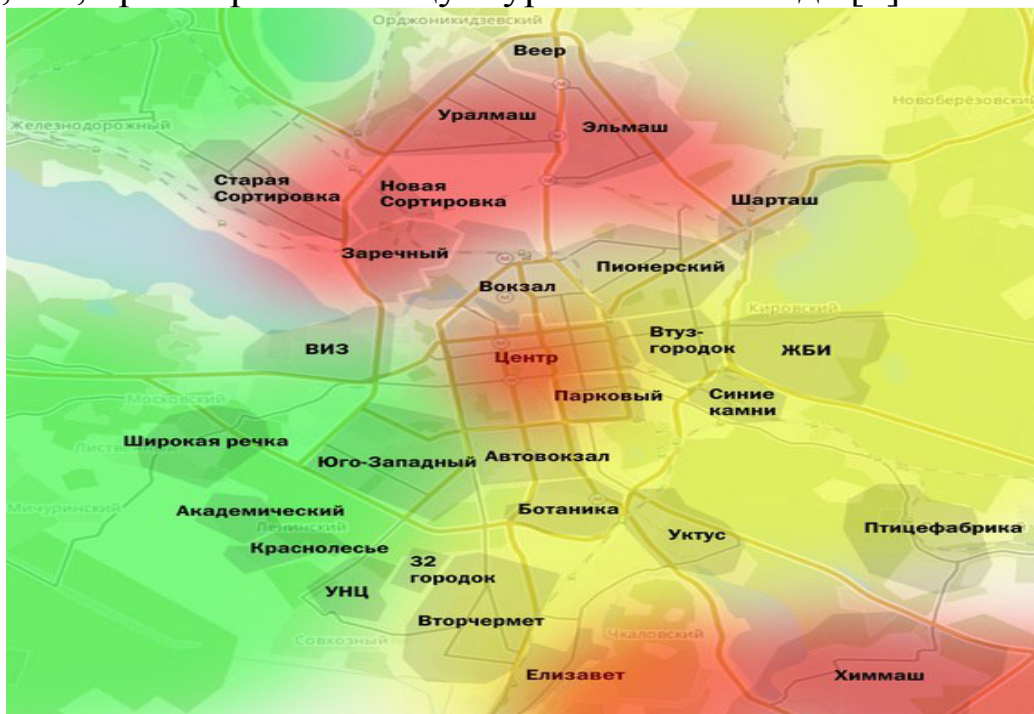 Орджоникидзевский
Веер
Новоберёзовский
Уралмаш
Эльмаш
Железнодорожный
Старая
Сортировка
Новая
Сортировка
Шарташ
Заречный
Пионерский
Вокзал
Кировский
ВИЗ
Втуз-
городок
ЖБИ
Центр
Парковый
Синие
камни
Московский
Широкая речка
Юго-Западный
Автовокзал
Мичуринский
Академический
Ботаника
Ленинский
Уктус
Птицефабрика
Краснолесье
32
городок
УНЦ
Вторчермет
Совхозный
Чкаловский
Елизавет
Химмаш